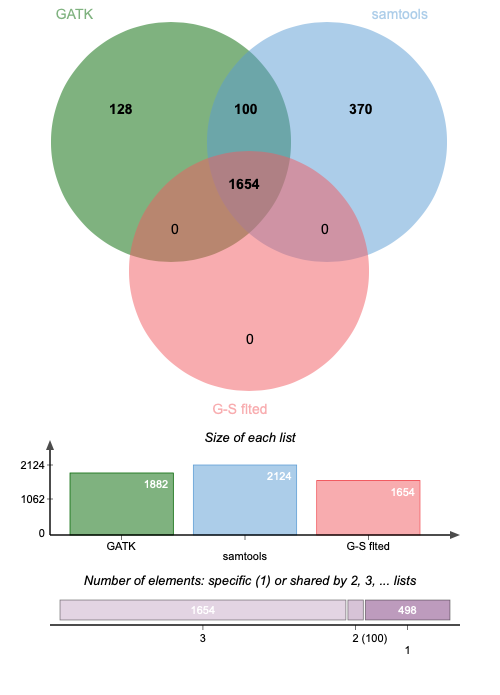 GATK samtools
128 100 370
1654
0 0
0
G-S flted
Size of each list
2124
1062
0
1882
2124
1654
GATK
samtools
G-S flted
Number of elements: specific (1) or shared by 2, 3, ... lists
1654 498
3 2 (100)
1